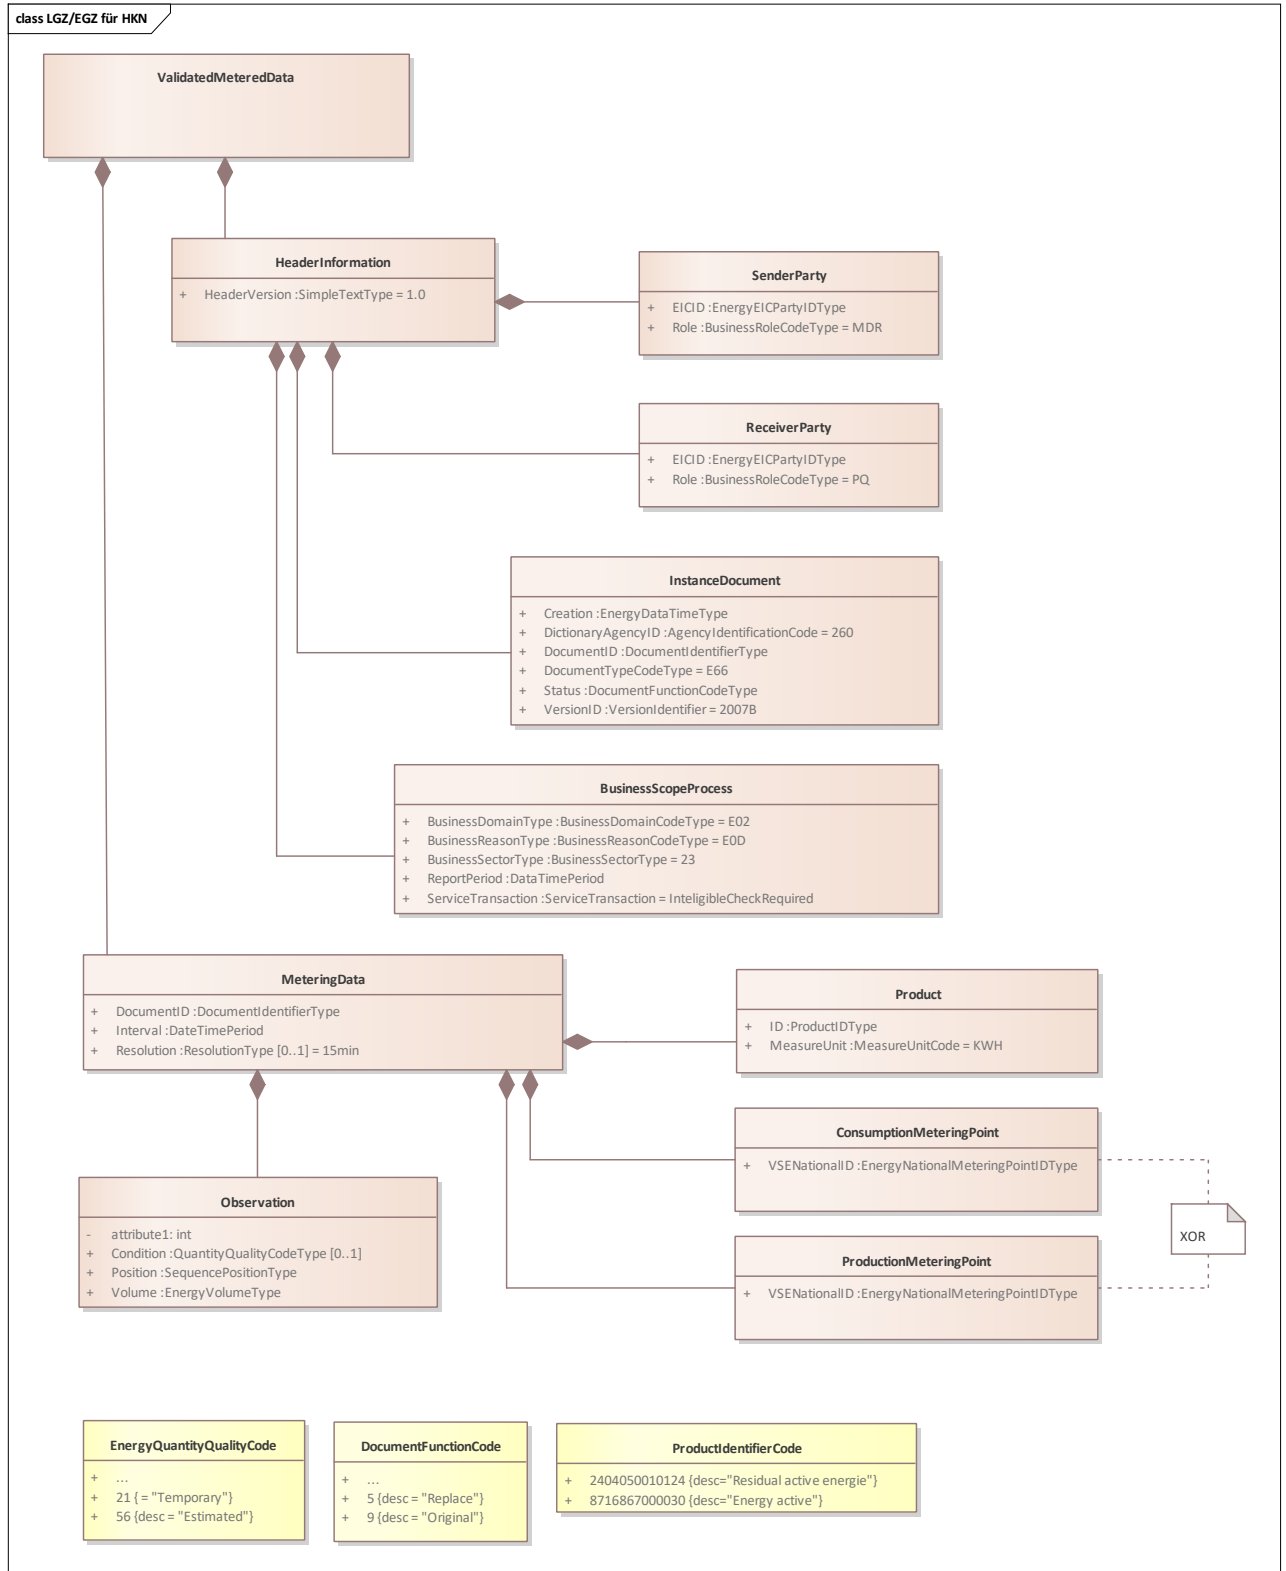 class LGZ/EGZ für HKN
ValidatedMeteredData
HeaderInformation
+ HeaderVersion :SimpleTextType = 1.0
SenderParty
+ EICID :EnergyEICPartyIDType
+ Role :BusinessRoleCodeType = MDR
ReceiverParty
+ EICID :EnergyEICPartyIDType
+ Role :BusinessRoleCodeType = PQ
InstanceDocument
+ Creation :EnergyDataTimeType
+ DictionaryAgencyID :AgencyIdentificationCode = 260
+ DocumentID :DocumentIdentifierType
+ DocumentTypeCodeType = E66
+ Status :DocumentFunctionCodeType
+ VersionID :VersionIdentifier = 2007B
BusinessScopeProcess
+ BusinessDomainType :BusinessDomainCodeType = E02
+ BusinessReasonType :BusinessReasonCodeType = E0D
+ BusinessSectorType :BusinessSectorType = 23
+ ReportPeriod :DataTimePeriod
+ ServiceTransaction :ServiceTransaction = InteligibleCheckRequired
MeteringData
+ DocumentID :DocumentIdentifierType
+ Interval :DateTimePeriod
+ Resolution :ResolutionType [0..1] = 15min
Product
+ ID :ProductIDType
+ MeasureUnit :MeasureUnitCode = KWH
ConsumptionMeteringPoint
+ VSENationalID :EnergyNationalMeteringPointIDType
Observation
- attribute1: int
+ Condition :QuantityQualityCodeType [0..1]
+ Position :SequencePositionType
+ Volume :EnergyVolumeType
XOR
ProductionMeteringPoint
+ VSENationalID :EnergyNationalMeteringPointIDType
EnergyQuantityQualityCode
+ ...
+ 21 { = "Temporary"}
+ 56 {desc = "Estimated"}
DocumentFunctionCode
+ ...
+ 5 {desc = "Replace"}
+ 9 {desc = "Original"}
ProductIdentifierCode
+ 2404050010124 {desc="Residual active energie"}
+ 8716867000030 {desc="Energy active"}